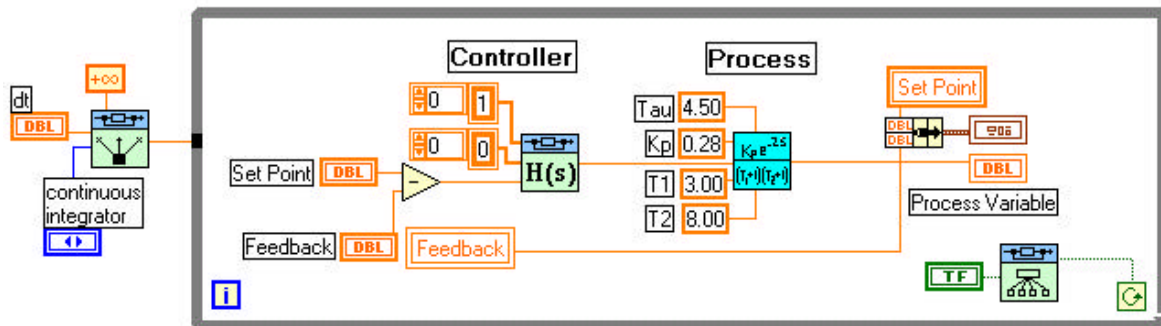 +∞
dt
DBL
continuous
integrator
Controller
0
1
0
0
Set Point
DBL
-
H(s)
Feedback
DBL
Feedback
i
Process
Tau
4.50
Kp
0.28
T1
3.00
T2
8.00
Set Point
DBL
DBL
DBL
Process Variable
TF